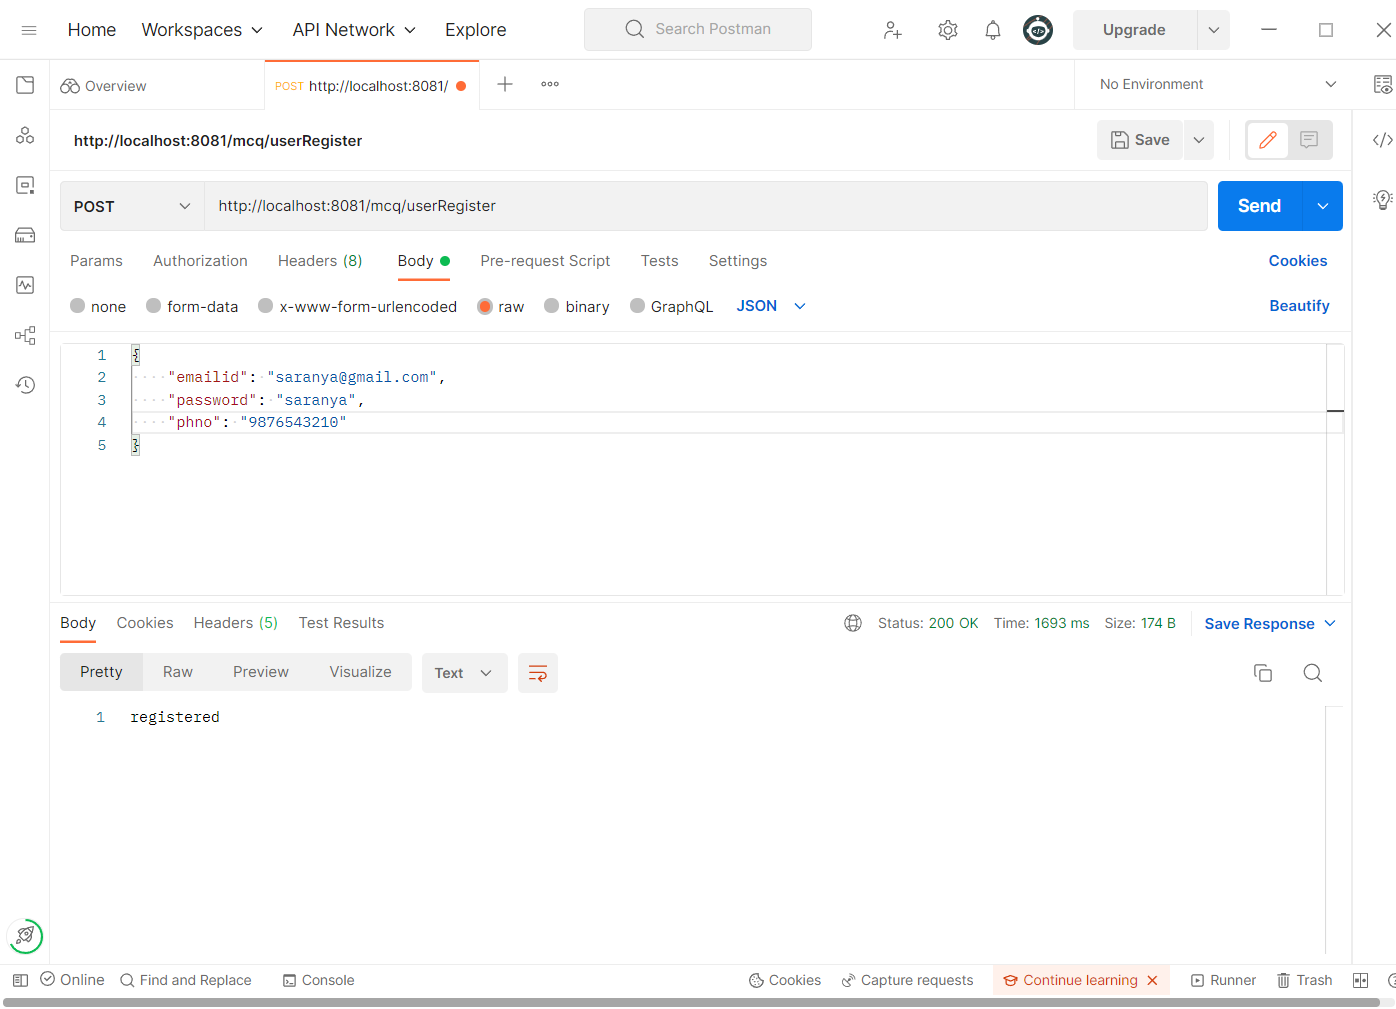 Home Workspaces API Network Explore Search Postman Upgrade
Overview POST http://localhost:8081/ No Environment
http://localhost:8081/mcq/userRegister Save
POST http://localhost:8081/mcq/userRegister Send
Params Authorization Headers (8) Body Pre-request Script Tests Settings Cookies
none form-data x-www-form-urlencoded raw binary GraphQL JSON Beautify
1 {
2 "emailid": "saranya@gmail.com",
3 "password": "saranya",
4 "phno": "9876543210"
5 }
Body Cookies Headers (5) Test Results Status: 200 OK Time: 1693 ms Size: 174 B Save Response
Pretty Raw Preview Visualize Text
1 registered
Online Find and Replace Console Cookies Capture requests Continue learning Runner Trash